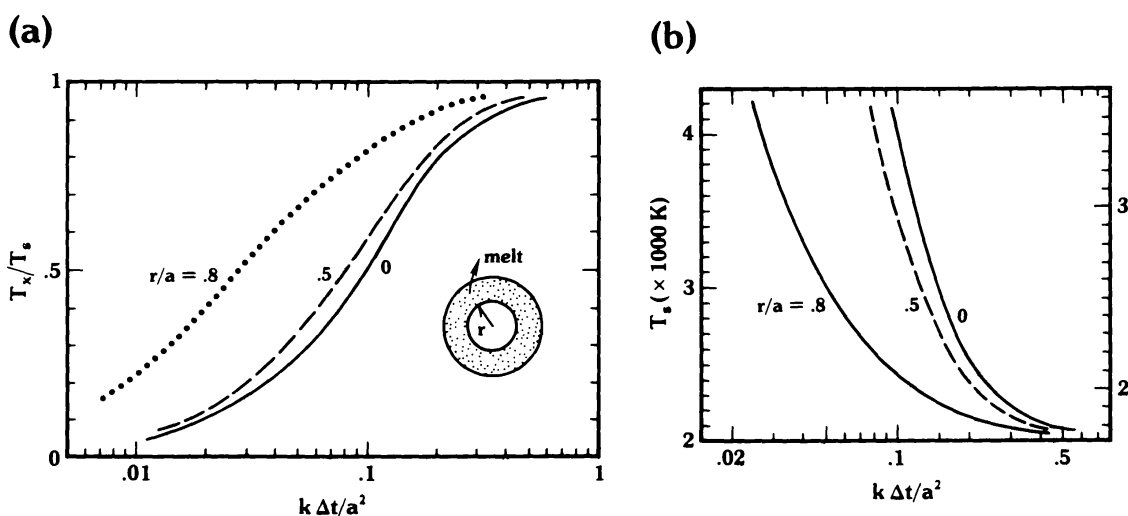 (a)
1
.5
0
T_x/T_s
r/a = .8
.5
0
melt
r
.01
.1
1
k Δt/a²
(b)
4
3
2
T_s (× 1000 K)
r/a = .8
.5
0
3
2
.02
.1
.5
k Δt/a²